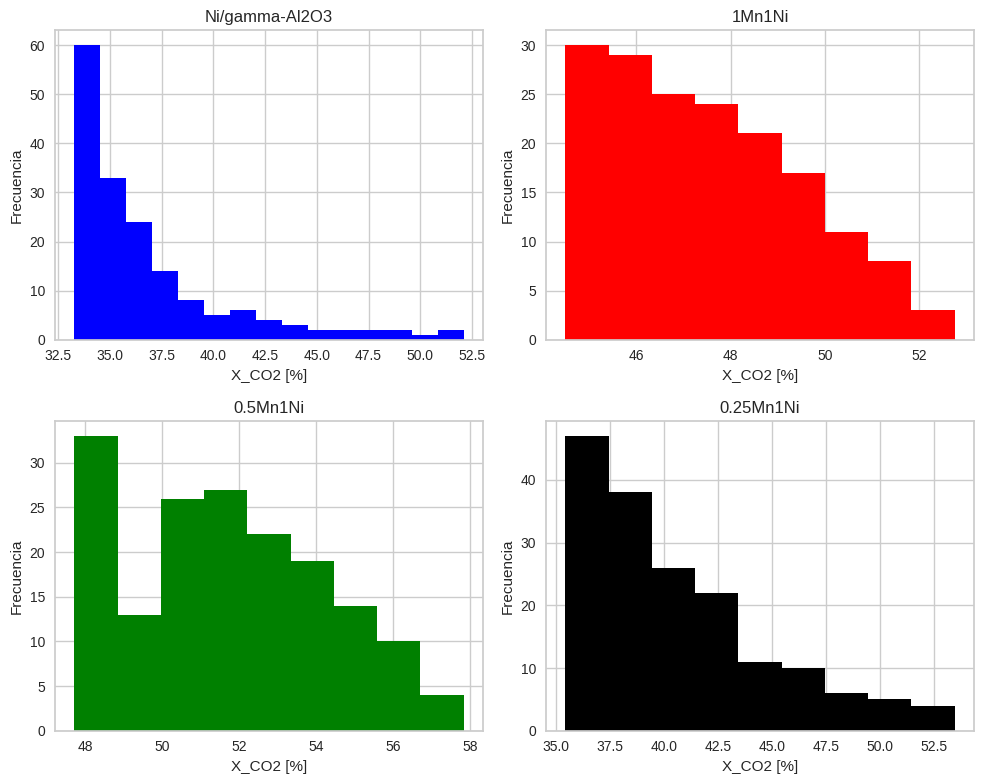 Ni/gamma-Al2O3
Frecuencia
60
50
40
30
20
10
0
32.5 35.0 37.5 40.0 42.5 45.0 47.5 50.0 52.5
X_CO2 [%]
1Mn1Ni
Frecuencia
30
25
20
15
10
5
0
46 48 50 52
X_CO2 [%]
0.5Mn1Ni
Frecuencia
30
25
20
15
10
5
0
48 50 52 54 56 58
X_CO2 [%]
0.25Mn1Ni
Frecuencia
40
30
20
10
0
35.0 37.5 40.0 42.5 45.0 47.5 50.0 52.5
X_CO2 [%]